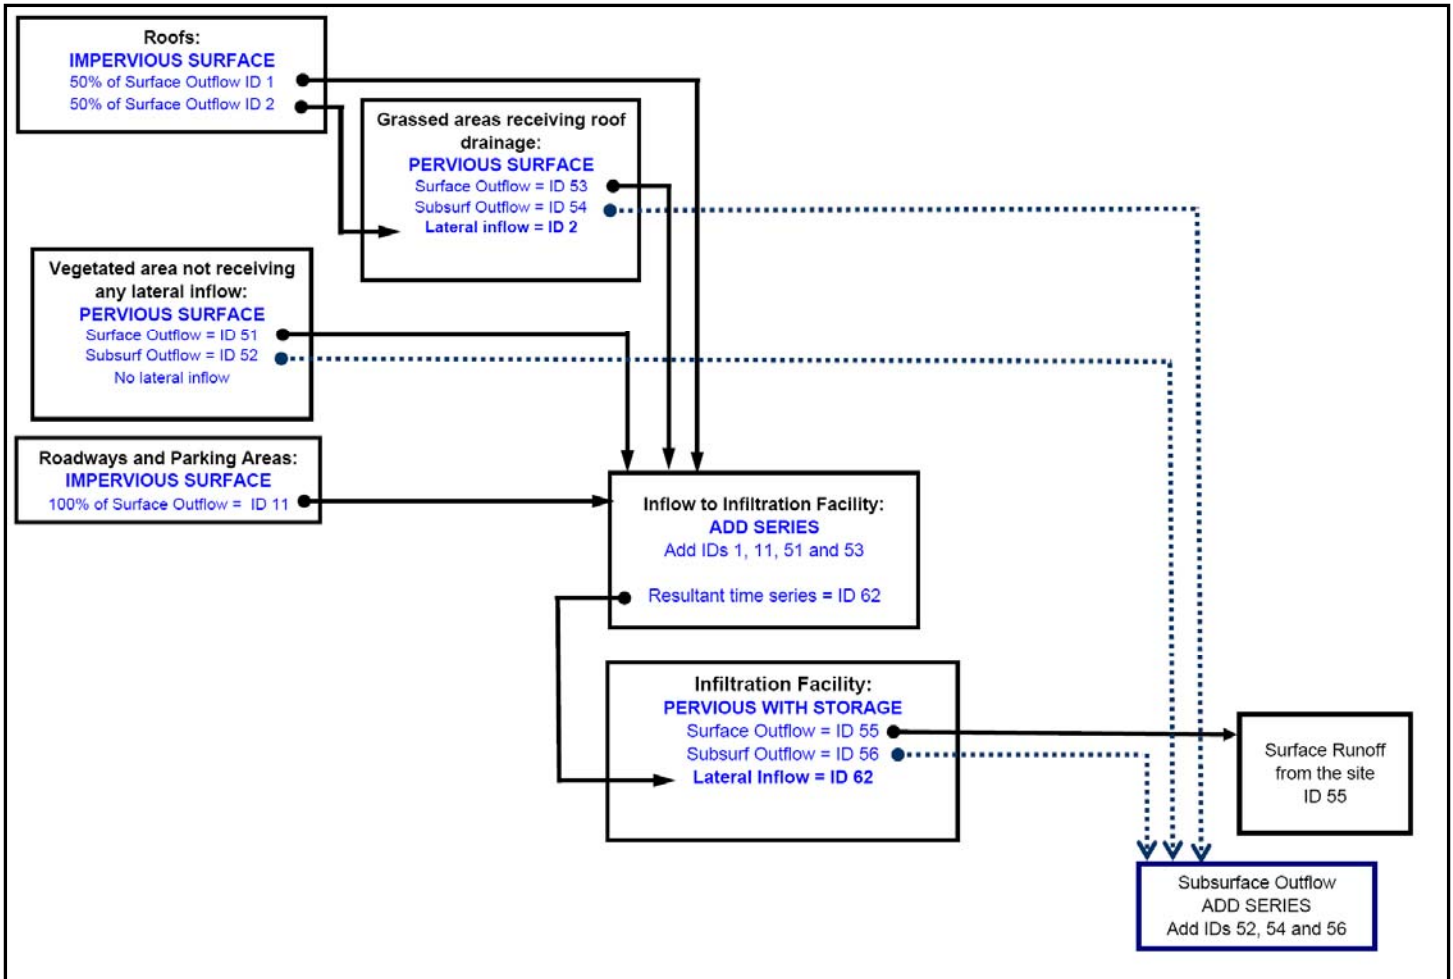 Roofs:
IMPERVIOUS SURFACE
50% of Surface Outflow ID 1
50% of Surface Outflow ID 2
Grassed areas receiving roof
drainage:
PERVIOUS SURFACE
Surface Outflow = ID 53
Subsurf Outflow = ID 54
Lateral inflow = ID 2
Vegetated area not receiving
any lateral inflow:
PERVIOUS SURFACE
Surface Outflow = ID 51
Subsurf Outflow = ID 52
No lateral inflow
Roadways and Parking Areas:
IMPERVIOUS SURFACE
100% of Surface Outflow = ID 11
Inflow to Infiltration Facility:
ADD SERIES
Add IDs 1, 11, 51 and 53
Resultant time series = ID 62
Infiltration Facility:
PERVIOUS WITH STORAGE
Surface Outflow = ID 55
Subsurf Outflow = ID 56
Lateral Inflow = ID 62
Surface Runoff
from the site
ID 55
Subsurface Outflow
ADD SERIES
Add IDs 52, 54 and 56